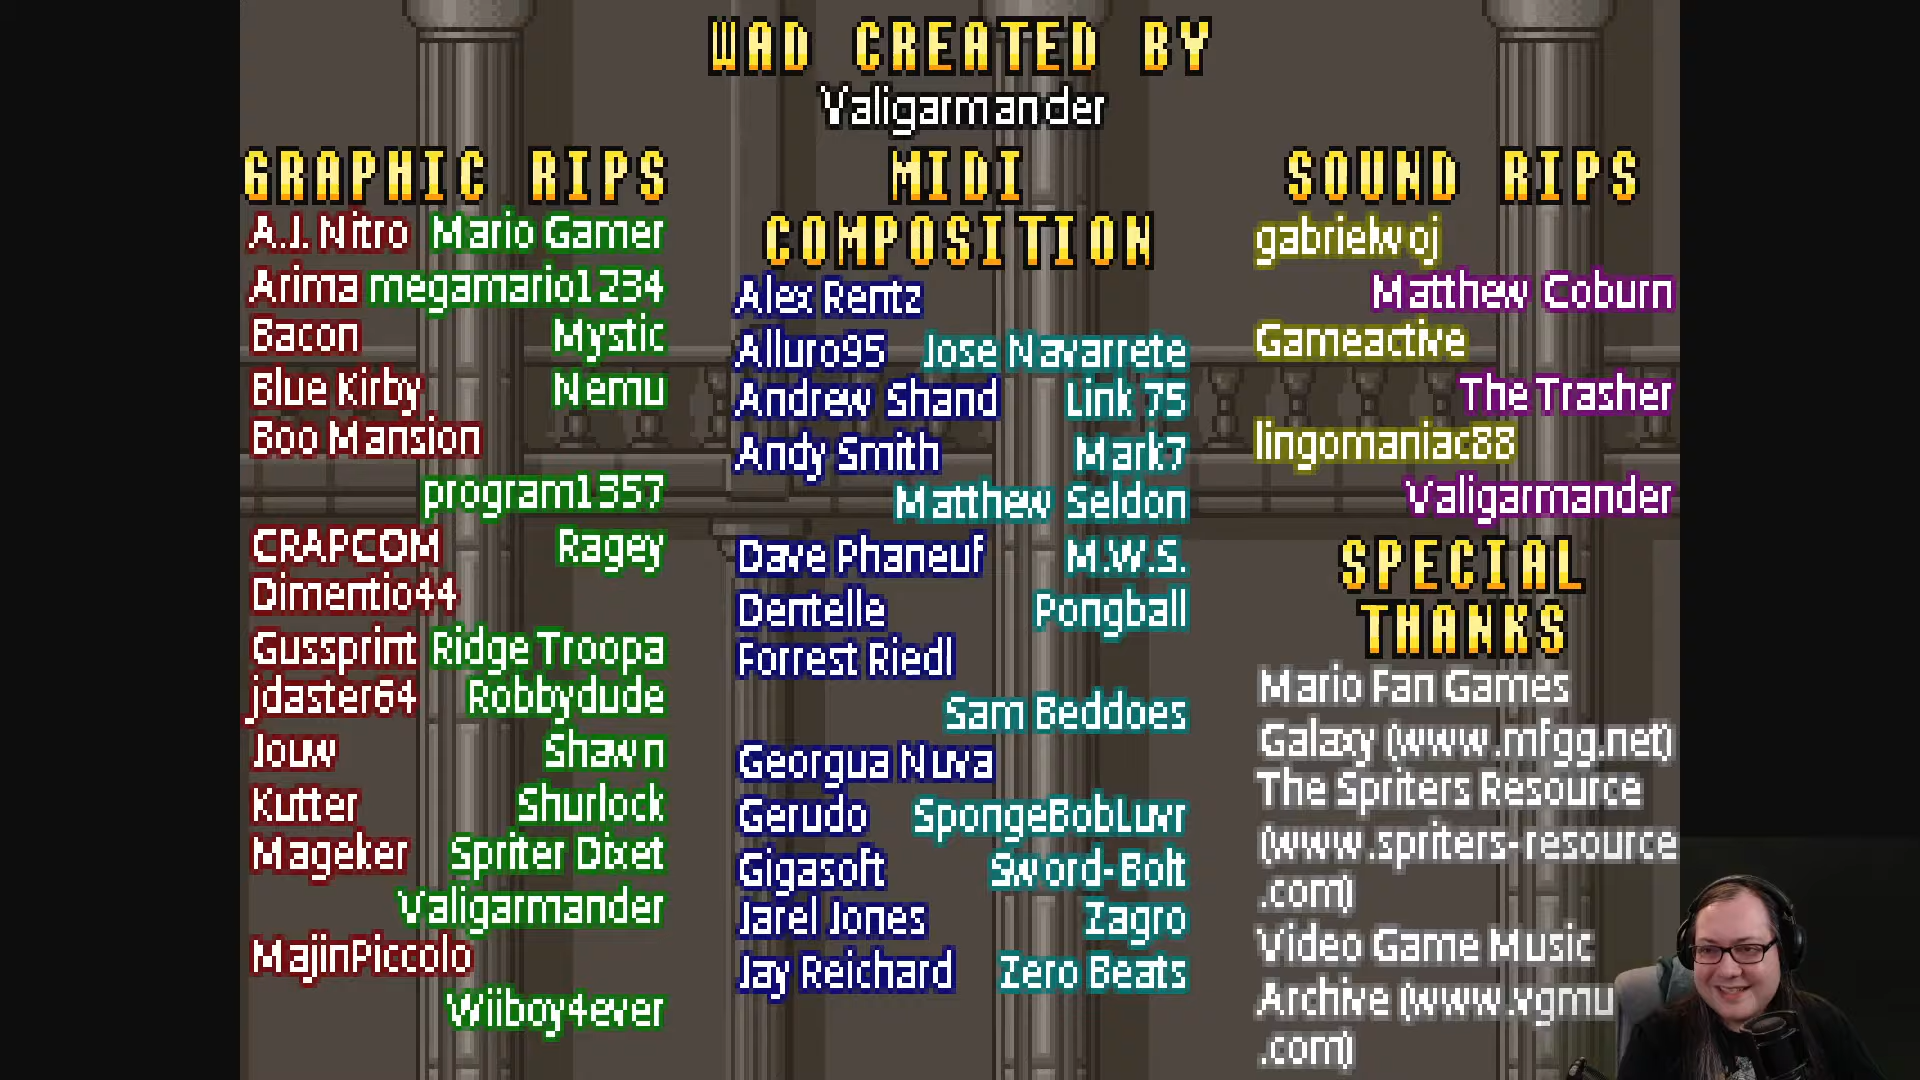 WAD CREATED BY
Valigarmander
GRAPHIC RIPS
A.J. Nitro Mario Gamer
Arima megamario1234
Bacon Mystic
Blue Kirby Nemu
Boo Mansion
program1357
CRAPCOM Ragey
Dimentio44
Gussprint Ridge Troopa
jdaster64 Robbydude
Jouw Shawn
Kutter Shurlock
Mageker Spriter Dixet
Valigarmander
MajinPiccolo
Wiiboy4ever
MIDI
COMPOSITION
Alex Rentz
Alluro95 Jose Navarrete
Andrew Shand Link 75
Andy Smith Mark7
Matthew Seldon
Dave Phaneuf M.W.S.
Dentelle Pongball
Forrest Riedl
Sam Beddoes
Georgua Nuva
Gerudo SpongeBobLuvr
Gigasoft Sword-Bolt
Jarel Jones Zagro
Jay Reichard Zero Beats
SOUND RIPS
gabrielwoj
Matthew Coburn
Gameactive
The Trasher
lingomaniac88
Valigarmander
SPECIAL
THANKS
Mario Fan Games
Galaxy (www.mfgg.net)
The Spriters Resource
(www.spriters-resource
.com)
Video Game Music
Archive (www.vgmu
.com)